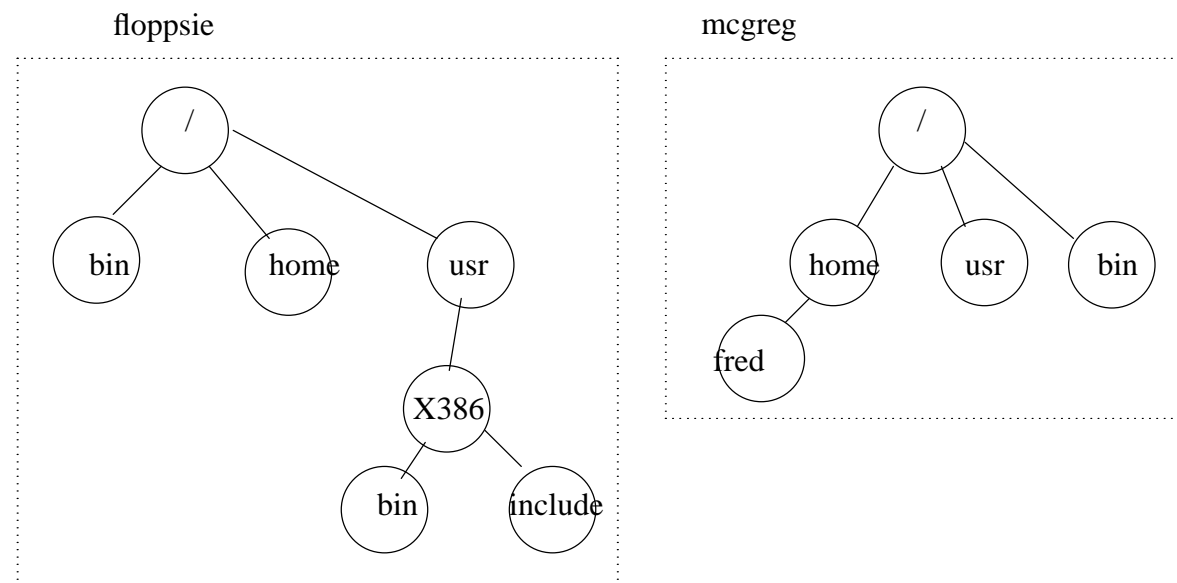 floppsie
/
bin
home
usr
X386
bin
include
mcgreg
/
home
usr
bin
fred